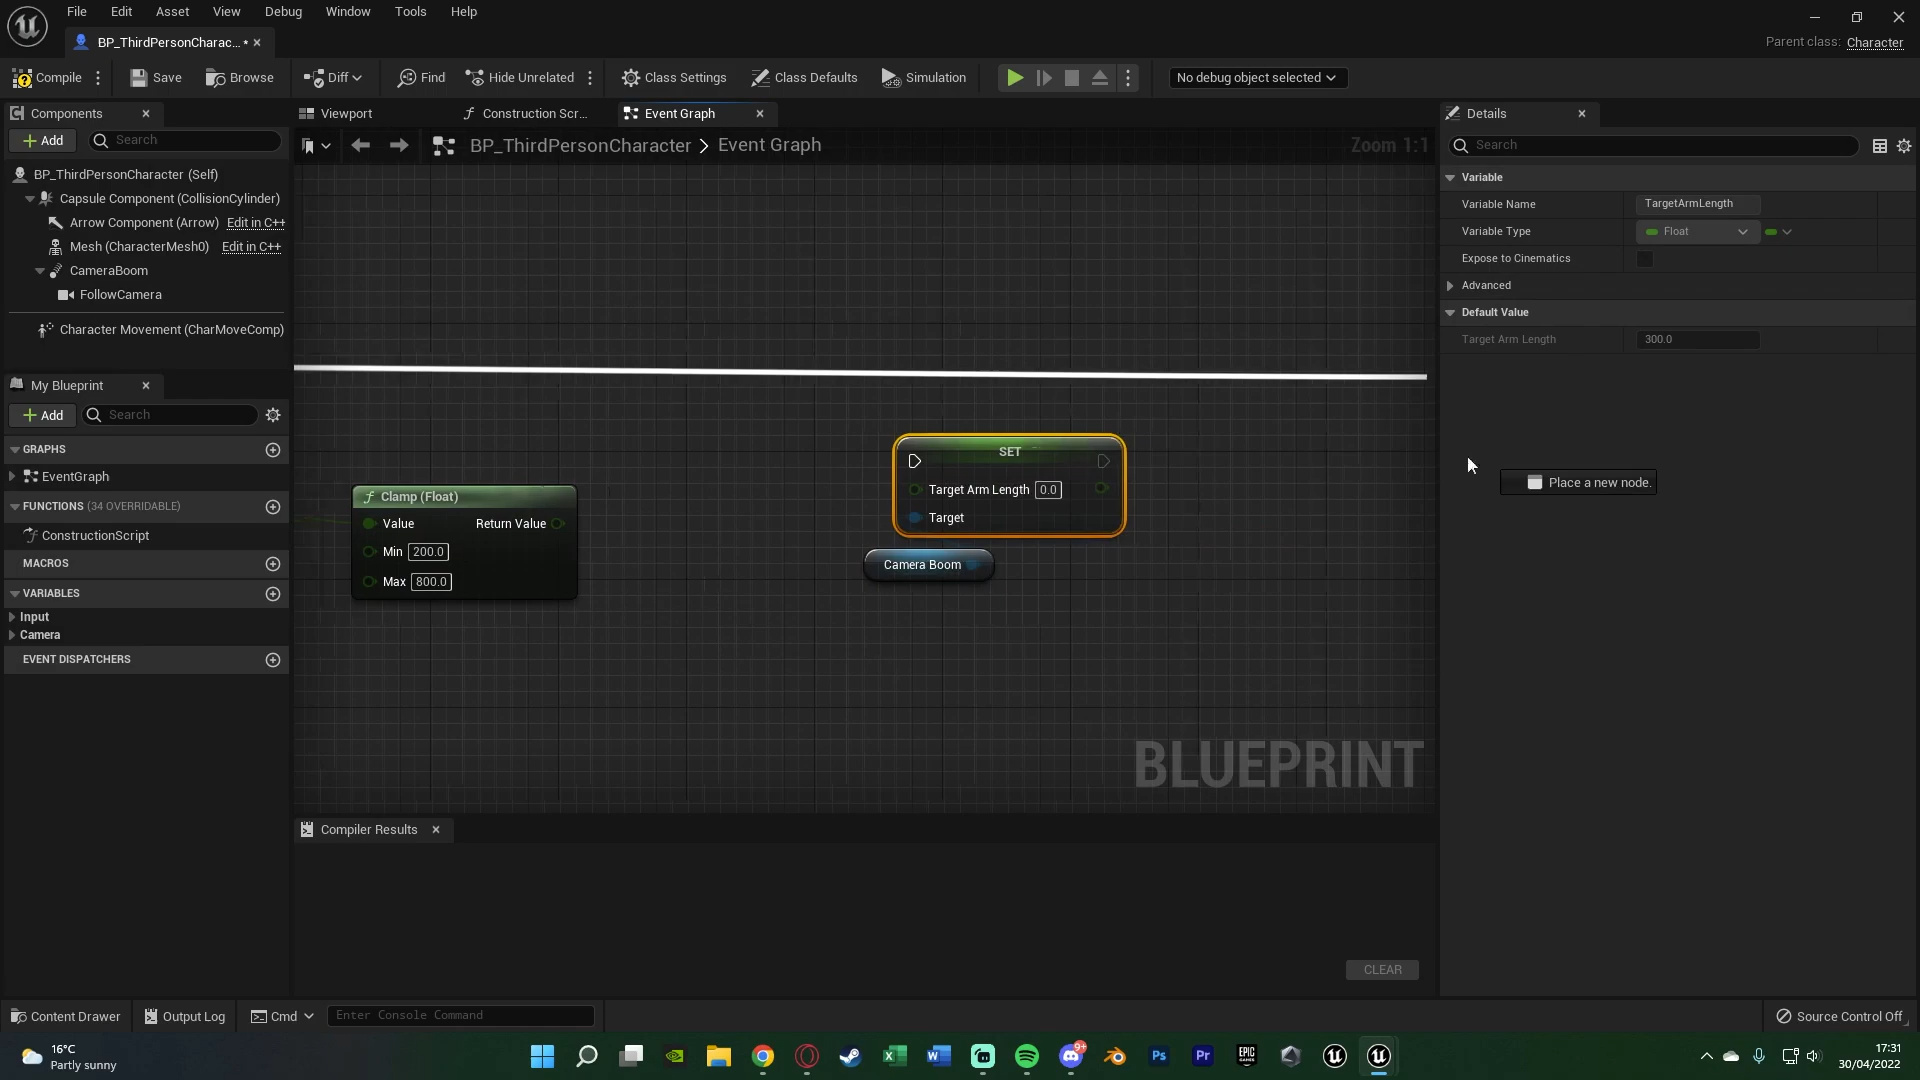 File Edit Asset View Debug Window Tools Help
BP_ThirdPersonCharac... *
Parent class: Character
Compile Save Browse Diff Find Hide Unrelated Class Settings Class Defaults Simulation No debug object selected
Components
Add Search
BP_ThirdPersonCharacter (Self)
Capsule Component (CollisionCylinder)
Arrow Component (Arrow) Edit in C++
Mesh (CharacterMesh0) Edit in C++
CameraBoom
FollowCamera
Character Movement (CharMoveComp)
My Blueprint
Add Search
GRAPHS
EventGraph
FUNCTIONS (34 OVERRIDABLE)
ConstructionScript
MACROS
VARIABLES
Input
Camera
EVENT DISPATCHERS
Viewport Construction Scr... Event Graph
BP_ThirdPersonCharacter > Event Graph Zoom 1:1
Clamp (Float)
Value Return Value
Min 200.0
Max 800.0
SET
Target Arm Length 0.0
Target
Camera Boom
Place a new node.
BLUEPRINT
Compiler Results
CLEAR
Details
Search
Variable
Variable Name TargetArmLength
Variable Type Float
Expose to Cinematics
Advanced
Default Value
Target Arm Length 300.0
Content Drawer Output Log Cmd Enter Console Command Source Control Off
16°C
Partly sunny
9+
Ps Pr EPIC GAMES
17:31
30/04/2022